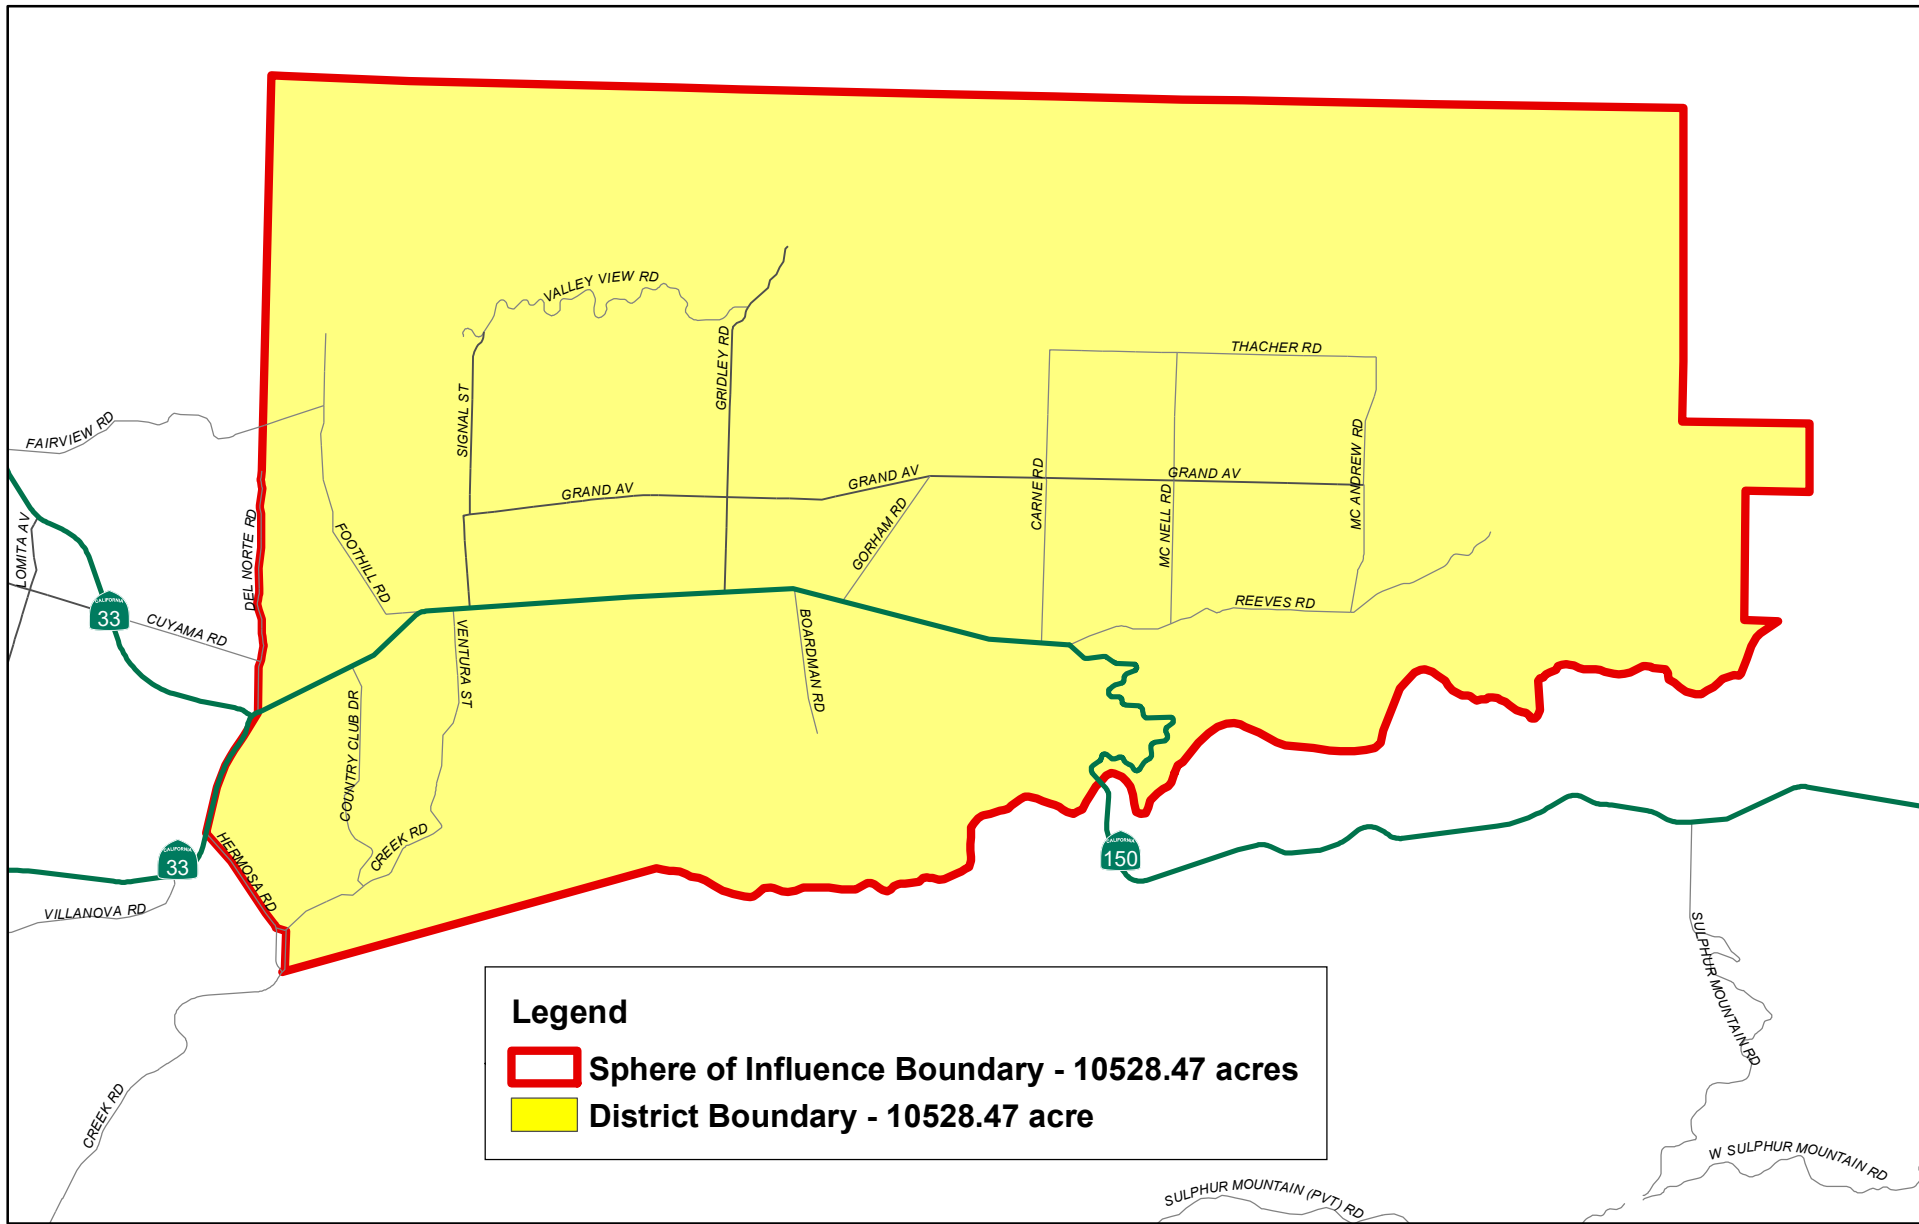 VALLEY VIEW RD
GRIDLEY RD
THACHER RD
SIGNAL ST
FAIRVIEW RD
GRAND AV
GRAND AV
GRAND AV
GORHAM RD
CARNE RD
MC NELL RD
MC ANDREW RD
LOMITA AV
DEL NORTE RD
FOOTHILL RD
CALIFORNIA
33
CUYAMA RD
REEVES RD
VENTURA ST
BOARDMAN RD
COUNTRY CLUB DR
CREEK RD
HERMOSA RD
CALIFORNIA
33
CALIFORNIA
150
VILLANOVA RD
SULPHUR MOUNTAIN RD
Legend
Sphere of Influence Boundary - 10528.47 acres
District Boundary - 10528.47 acre
CREEK RD
W SULPHUR MOUNTAIN RD
SULPHUR MOUNTAIN (PVT) RD